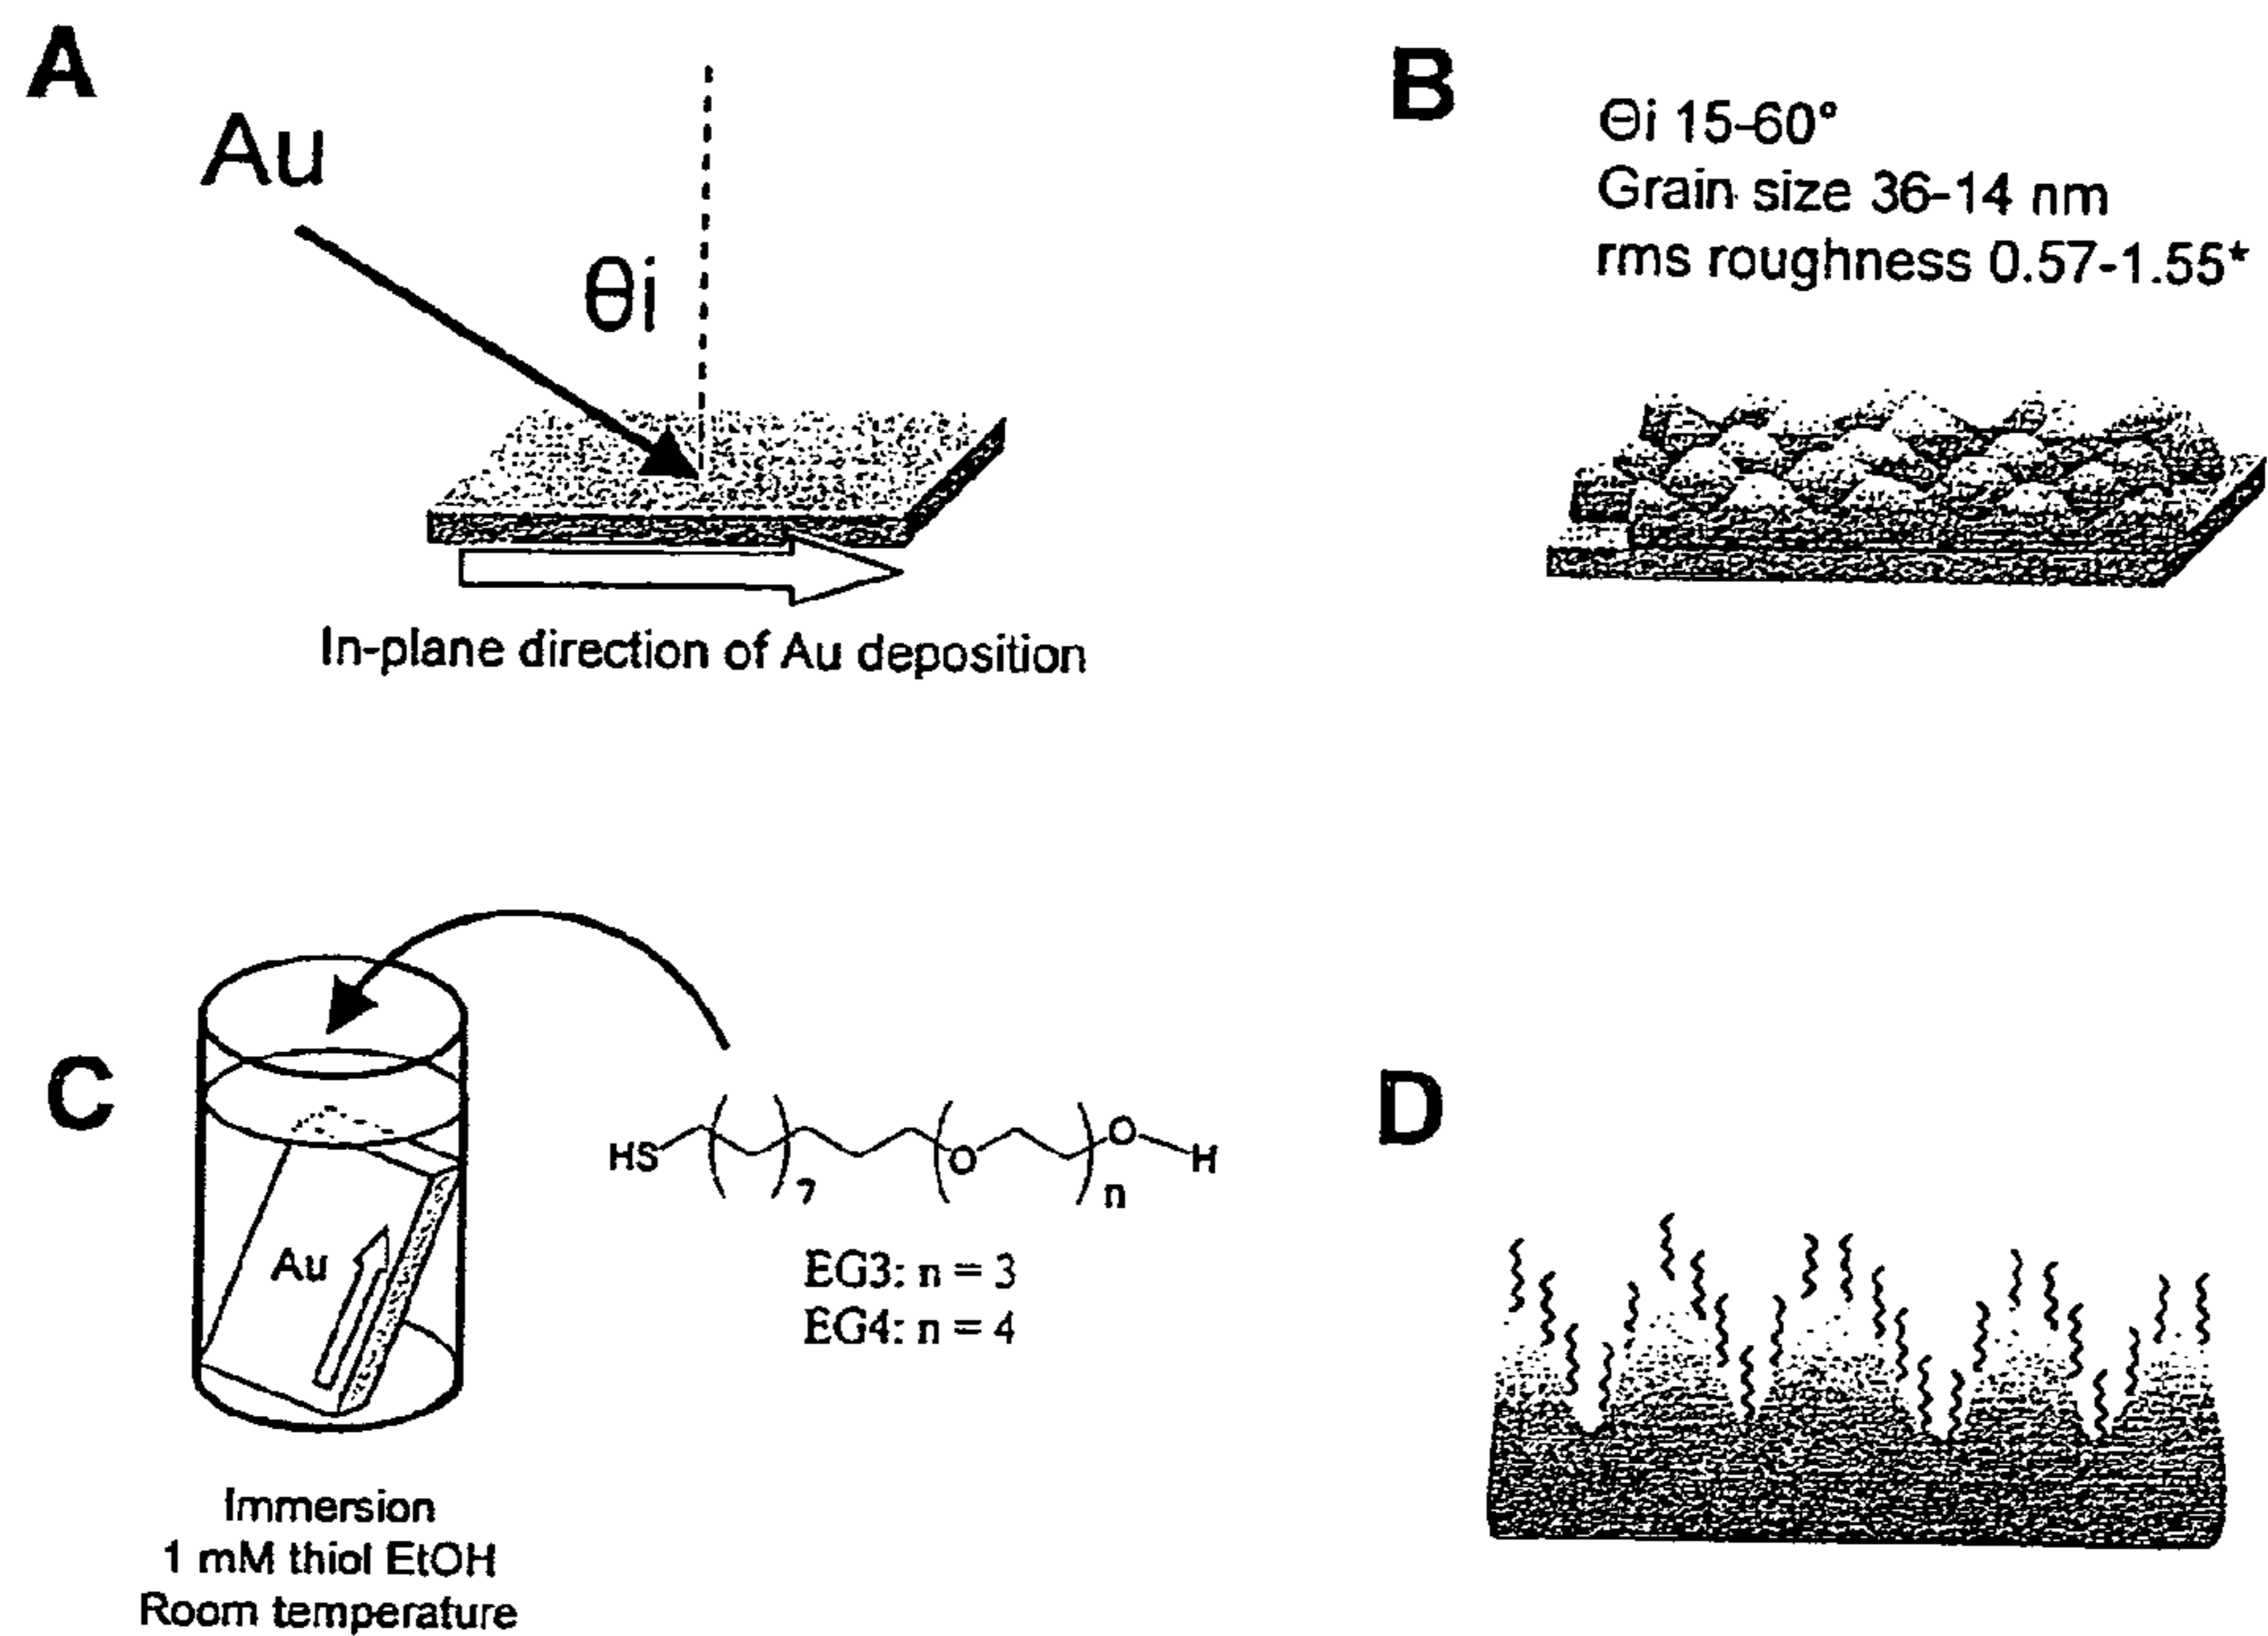 A
Au
θi
In-plane direction of Au deposition
B
Θi 15-60°
Grain size 36-14 nm
rms roughness 0.57-1.55*
C
Au
Immersion
1 mM thiol EtOH
Room temperature
HS ( ) 7 ( O ) n O H
EG3: n = 3
EG4: n = 4
D